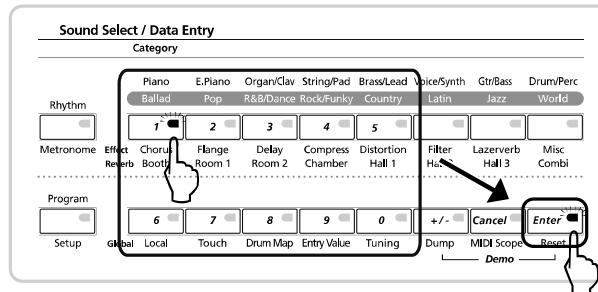 Sound Select / Data Entry
Category
Piano E.Piano Organ/Clav String/Pad Brass/Lead Voice/Synth Gtr/Bass Drum/Perc
Rhythm Ballad Pop R&B/Dance Rock/Funky Country Latin Jazz World
1 2 3 4 5
Metronome Effect Chorus Flange Delay Compress Distortion Filter Lazerverb Misc
Reverb Booth Room 1 Room 2 Chamber Hall 1 Hall 3 Combi
Program
6 7 8 9 0 +/- Cancel Enter
Setup Global Local Touch Drum Map Entry Value Tuning Dump MIDI Scope Reset
Demo